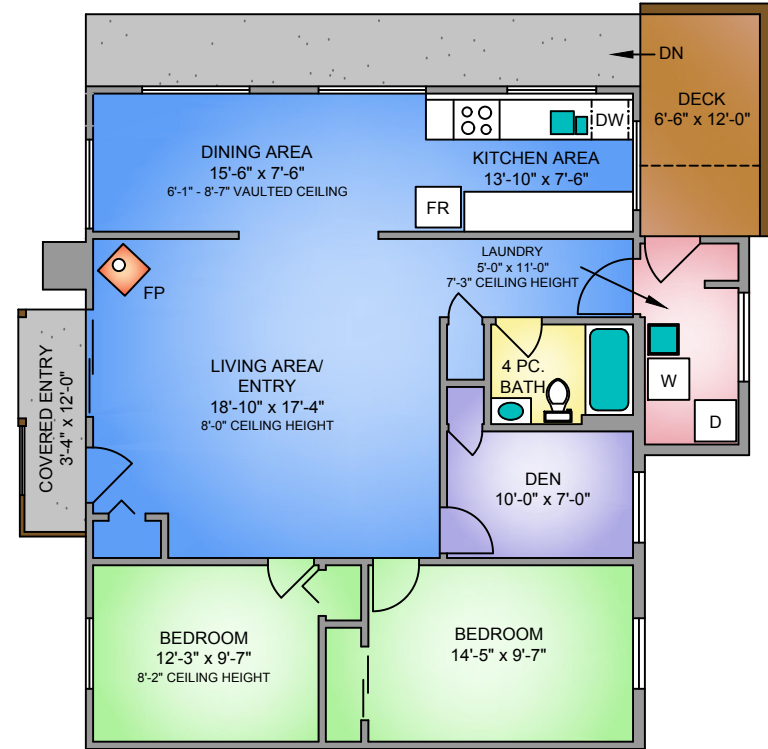 DN
DECK
6'-6" x 12'-0"
DINING AREA
15'-6" x 7'-6"
6'-1" - 8'-7" VAULTED CEILING
DW
KITCHEN AREA
13'-10" x 7'-6"
FR
LAUNDRY
5'-0" x 11'-0"
7'-3" CEILING HEIGHT
FP
COVERED ENTRY
3'-4" x 12'-0"
LIVING AREA/
ENTRY
18'-10" x 17'-4"
8'-0" CEILING HEIGHT
4 PC.
BATH
W
D
DEN
10'-0" x 7'-0"
BEDROOM
12'-3" x 9'-7"
8'-2" CEILING HEIGHT
BEDROOM
14'-5" x 9'-7"